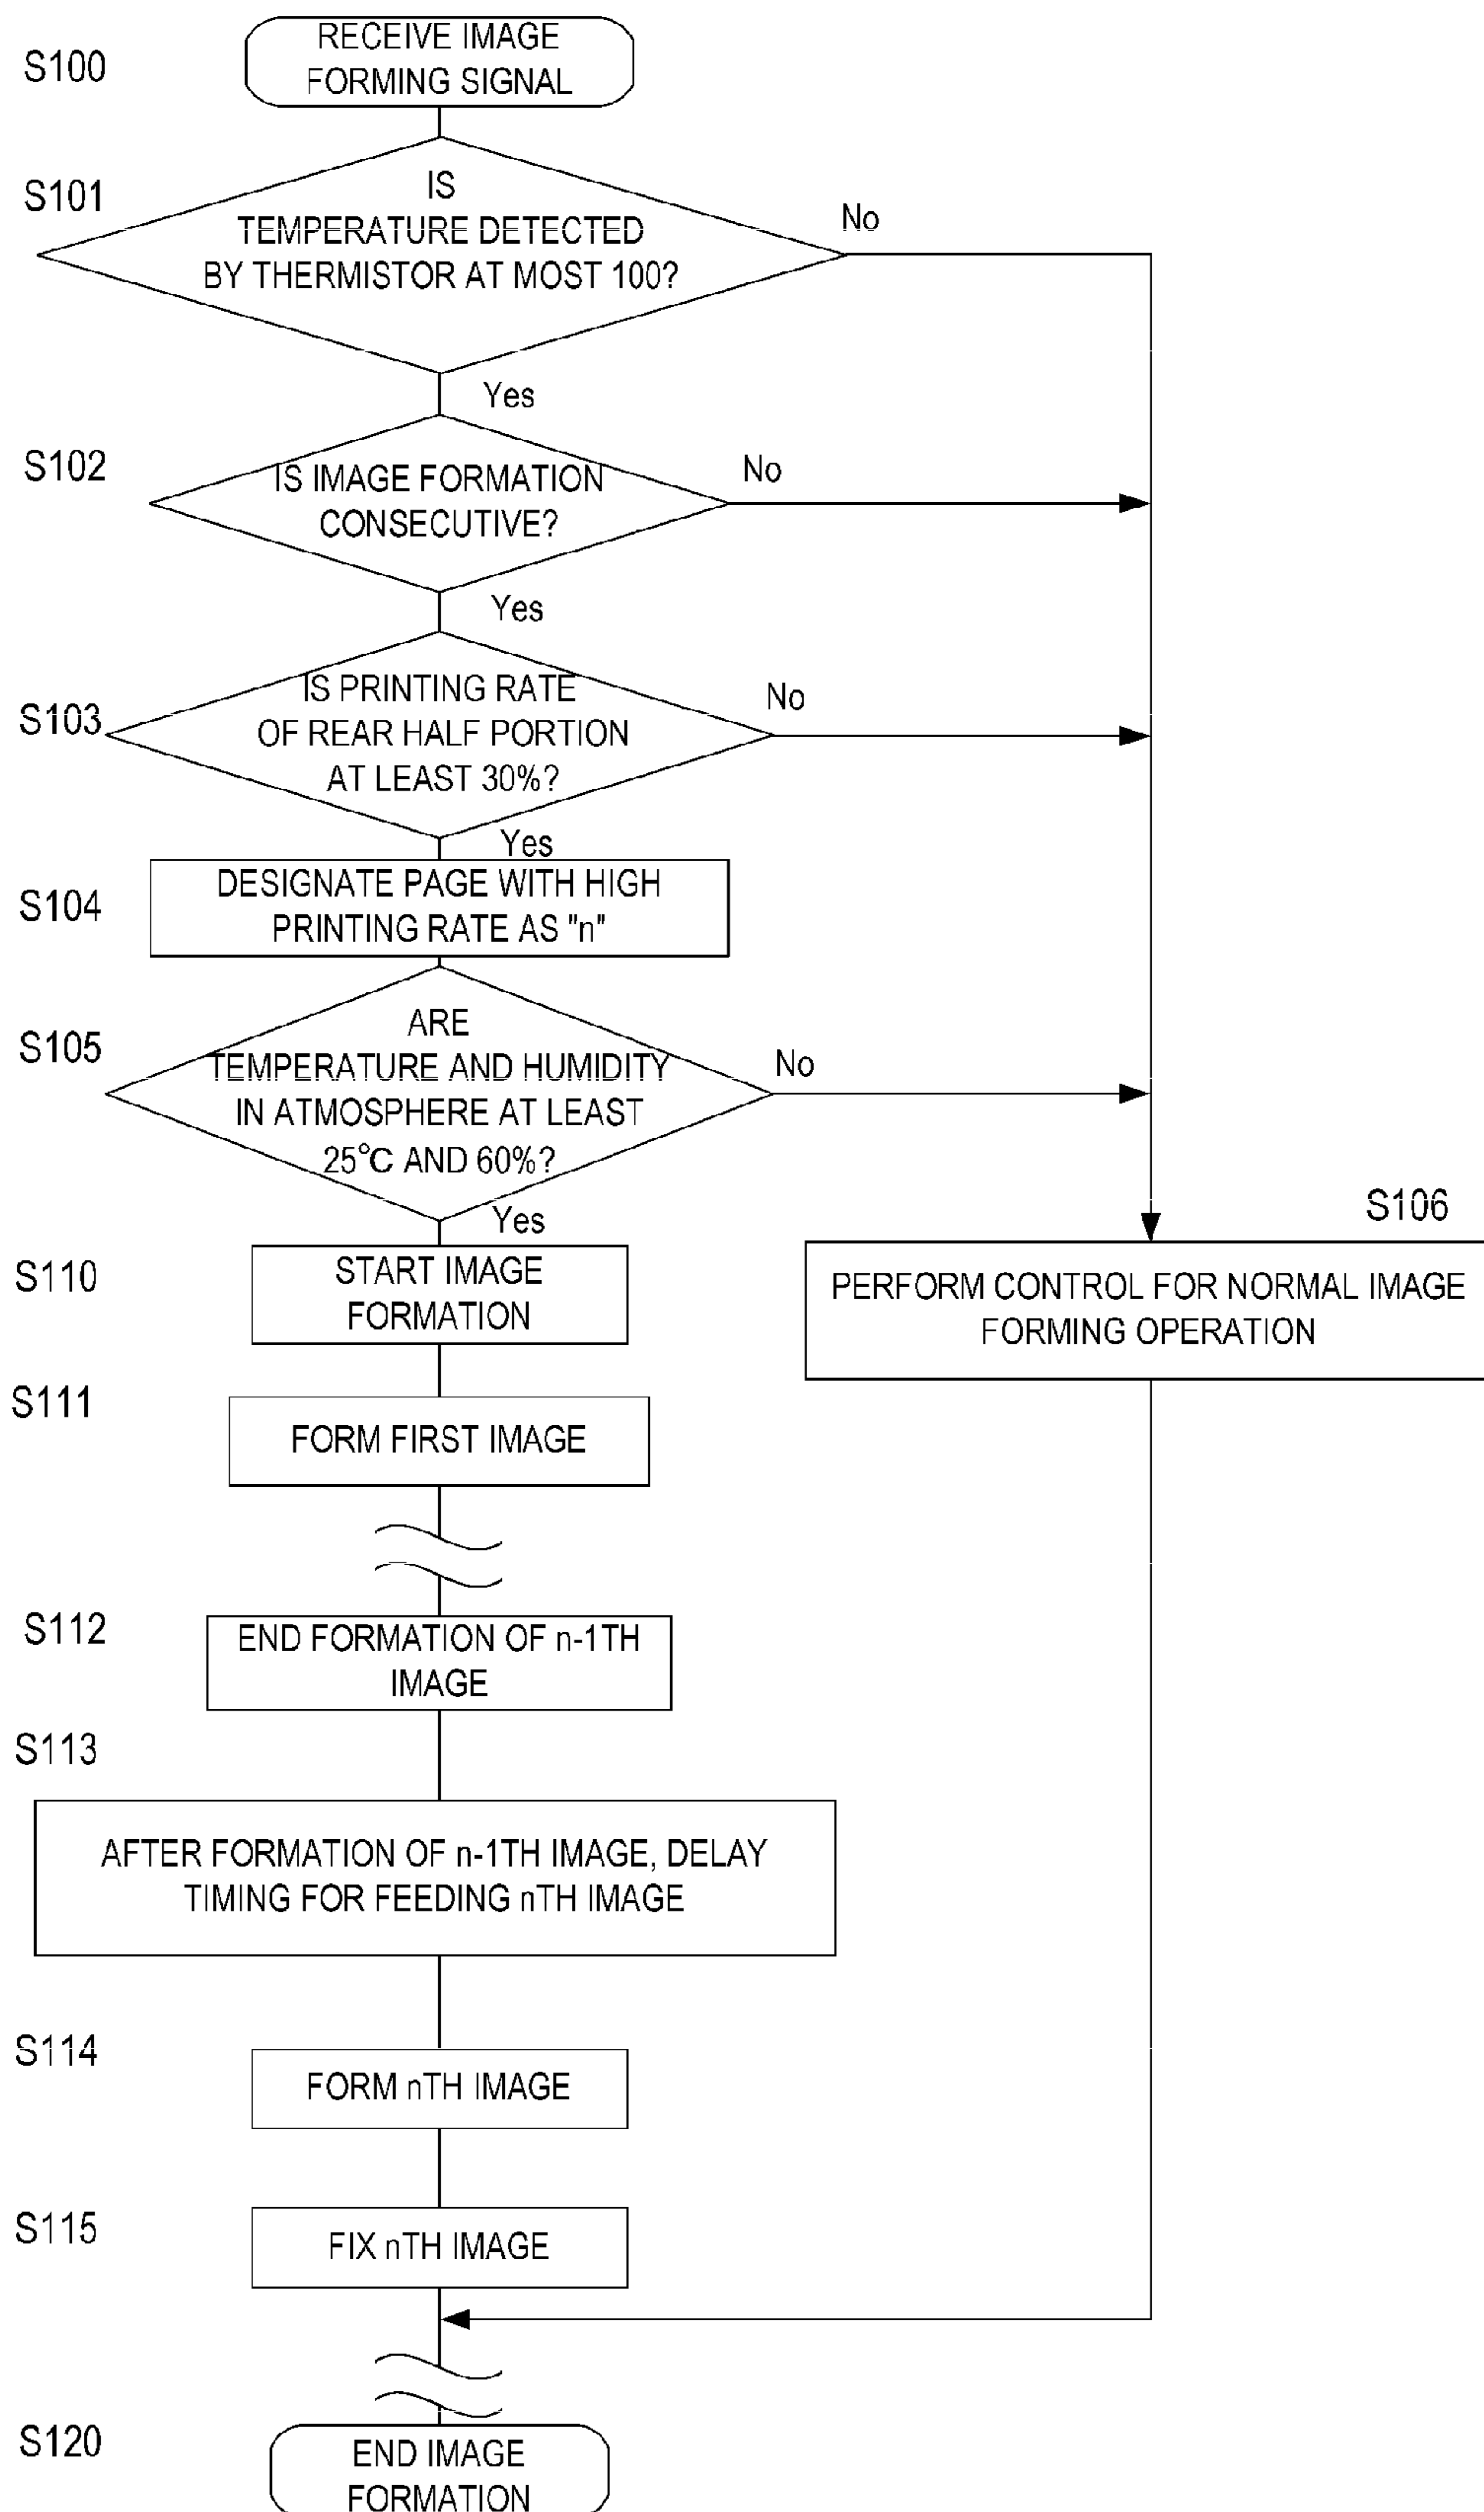 S100
RECEIVE IMAGE
FORMING SIGNAL
S101
IS
TEMPERATURE DETECTED
BY THERMISTOR AT MOST 100?
No
Yes
S102
IS IMAGE FORMATION
CONSECUTIVE?
No
Yes
S103
IS PRINTING RATE
OF REAR HALF PORTION
AT LEAST 30%?
No
Yes
S104
DESIGNATE PAGE WITH HIGH
PRINTING RATE AS "n"
S105
ARE
TEMPERATURE AND HUMIDITY
IN ATMOSPHERE AT LEAST
25°C AND 60%?
No
Yes
S106
PERFORM CONTROL FOR NORMAL IMAGE
FORMING OPERATION
S110
START IMAGE
FORMATION
S111
FORM FIRST IMAGE
S112
END FORMATION OF n-1TH
IMAGE
S113
AFTER FORMATION OF n-1TH IMAGE, DELAY
TIMING FOR FEEDING nTH IMAGE
S114
FORM nTH IMAGE
S115
FIX nTH IMAGE
S120
END IMAGE
FORMATION